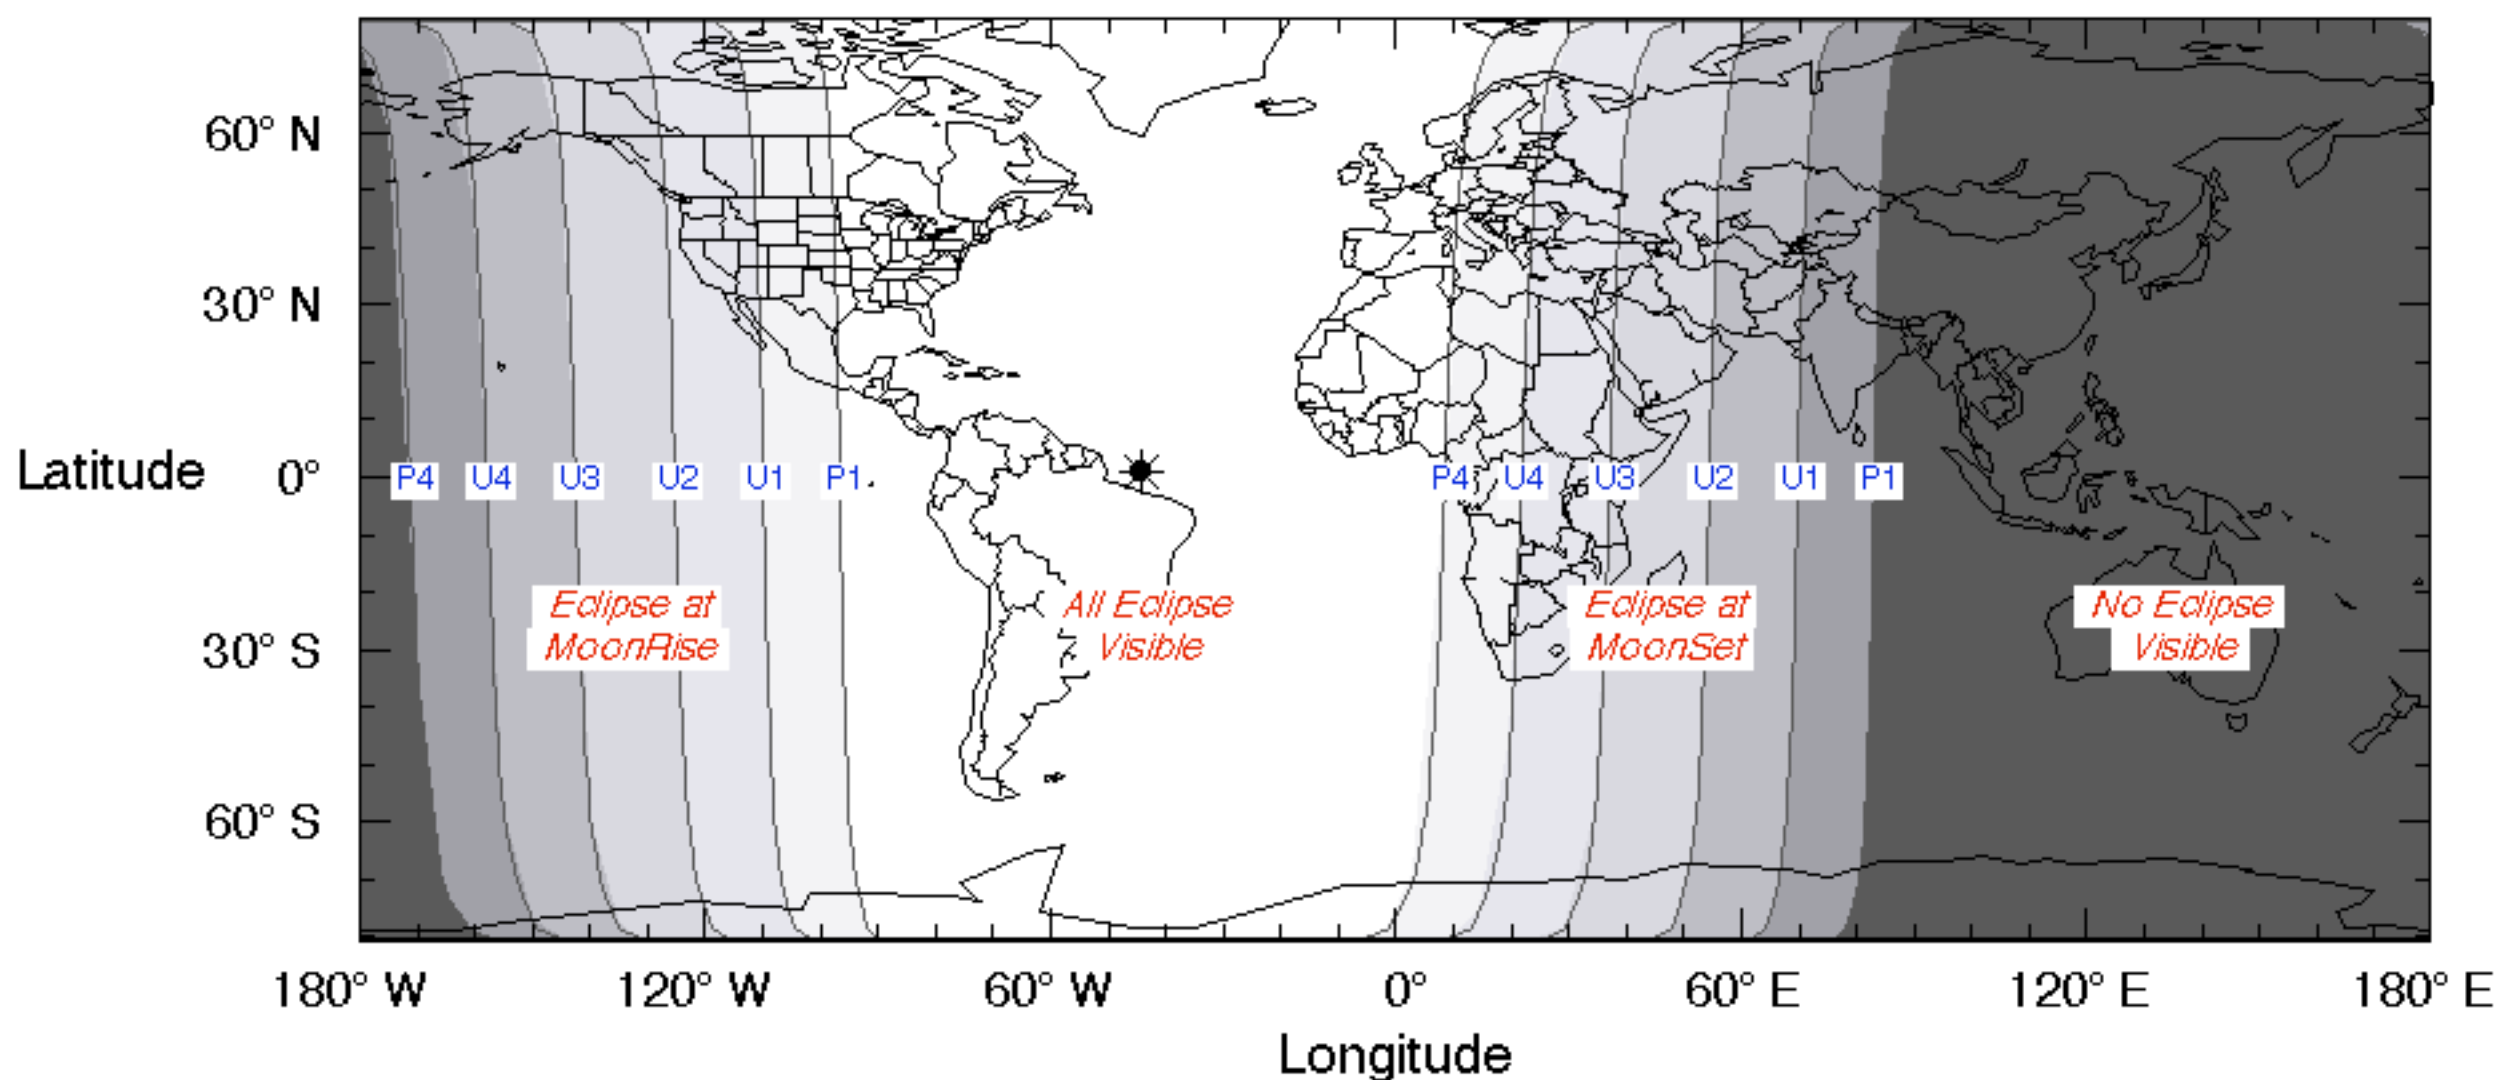 60° N
30° N
Latitude 0°
P4 U4 U3 U2 U1 P1 P4 U4 U3 U2 U1 P1
Eclipse at
MoonRise
All Eclipse
Visible
Eclipse at
MoonSet
No Eclipse
Visible
30° S
60° S
180° W 120° W 60° W 0° 60° E 120° E 180° E
Longitude